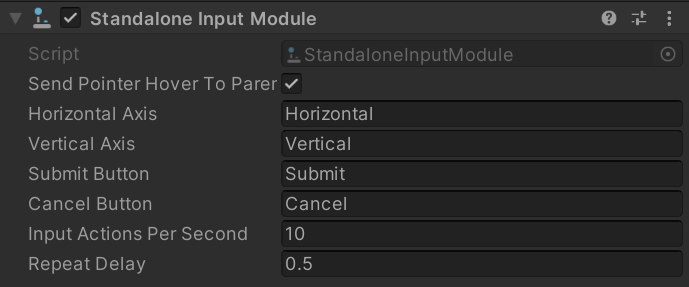 Standalone Input Module
Script StandaloneInputModule
Send Pointer Hover To Parer
Horizontal Axis Horizontal
Vertical Axis Vertical
Submit Button Submit
Cancel Button Cancel
Input Actions Per Second 10
Repeat Delay 0.5